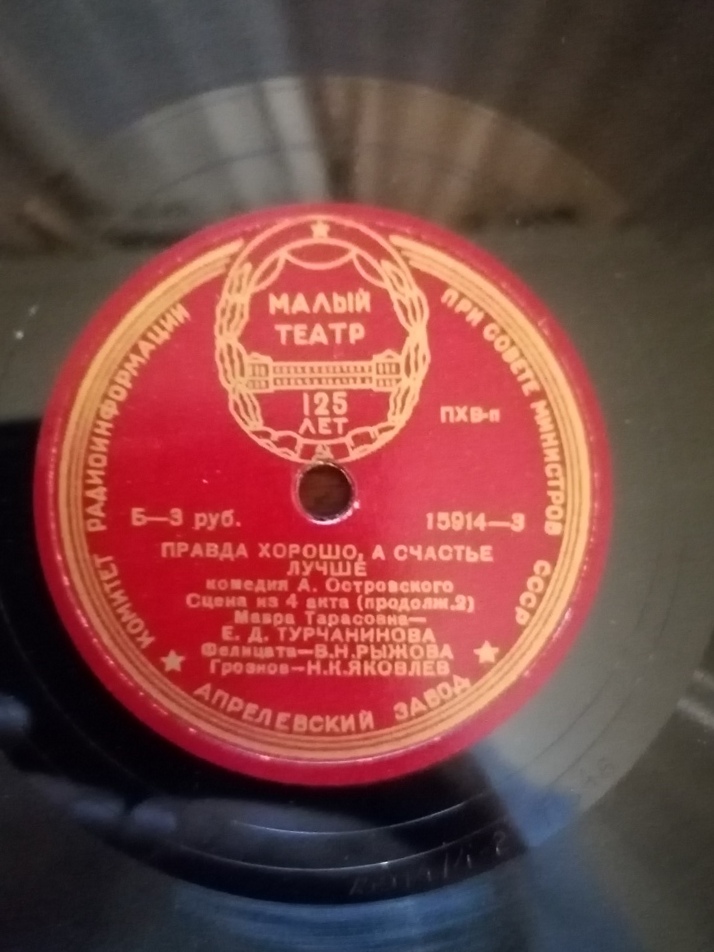 МАЛЫЙ
ТЕАТР
125
ЛЕТ
КОМИТЕТ РАДИОИНФОРМАЦИИ
ПРИ СОВЕТЕ МИНИСТРОВ СССР
ПХВ-п
Б—3 руб.
15914—3
ПРАВДА ХОРОШО, А СЧАСТЬЕ
ЛУЧШЕ
комедия А. Островского
Сцена из 4 акта (продолж.2)
Мавра Тарасовна—
Е. Д. ТУРЧАНИНОВА
Фелицата—В.Н.РЫЖОВА
Грознов—Н.К.ЯКОВЛЕВ
АПРЕЛЕВСКИЙ ЗАВОД